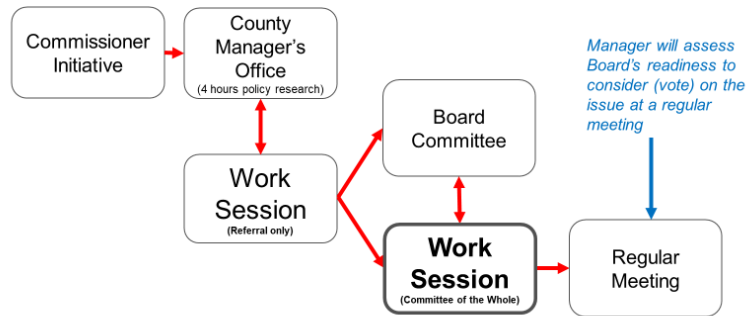 Commissioner
Initiative
County
Manager's
Office
(4 hours policy research)
Manager will assess
Board's readiness to
consider (vote) on the
issue at a regular
meeting
Board
Committee
Work
Session
(Referral only)
Work
Session
(Committee of the Whole)
Regular
Meeting